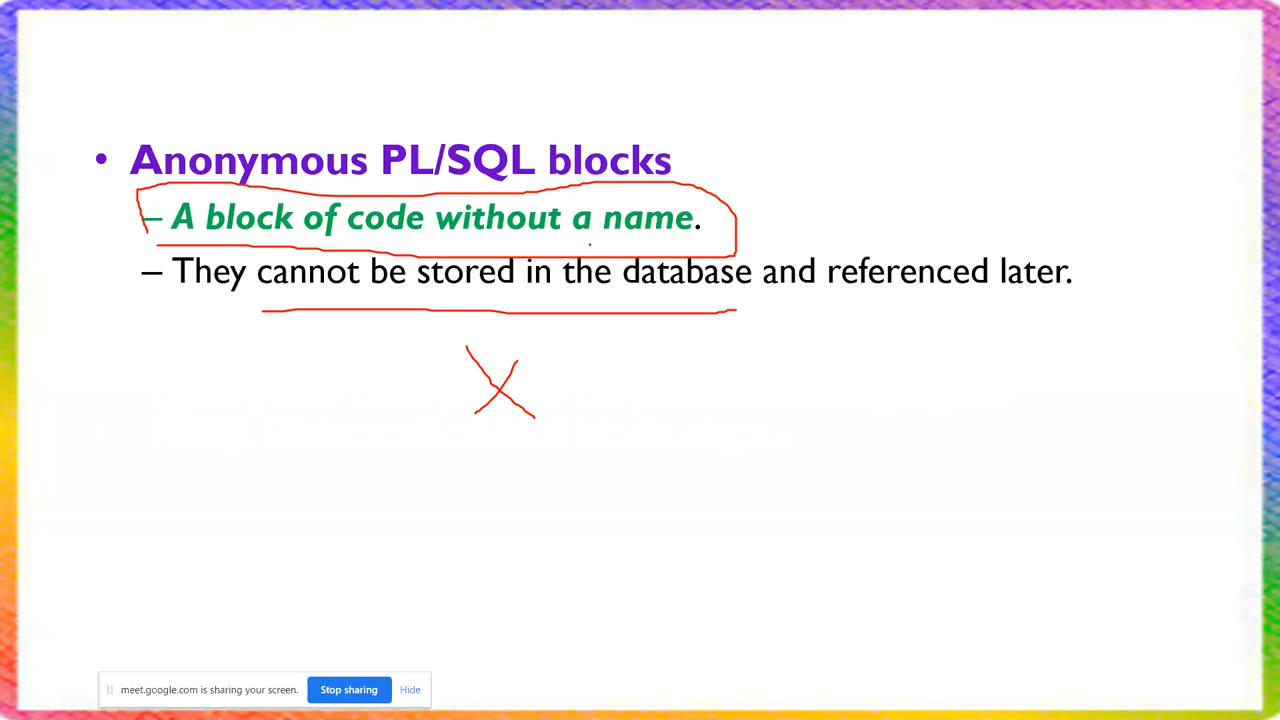 • Anonymous PL/SQL blocks
– A block of code without a name.
– They cannot be stored in the database and referenced later.
meet.google.com is sharing your screen. Stop sharing Hide